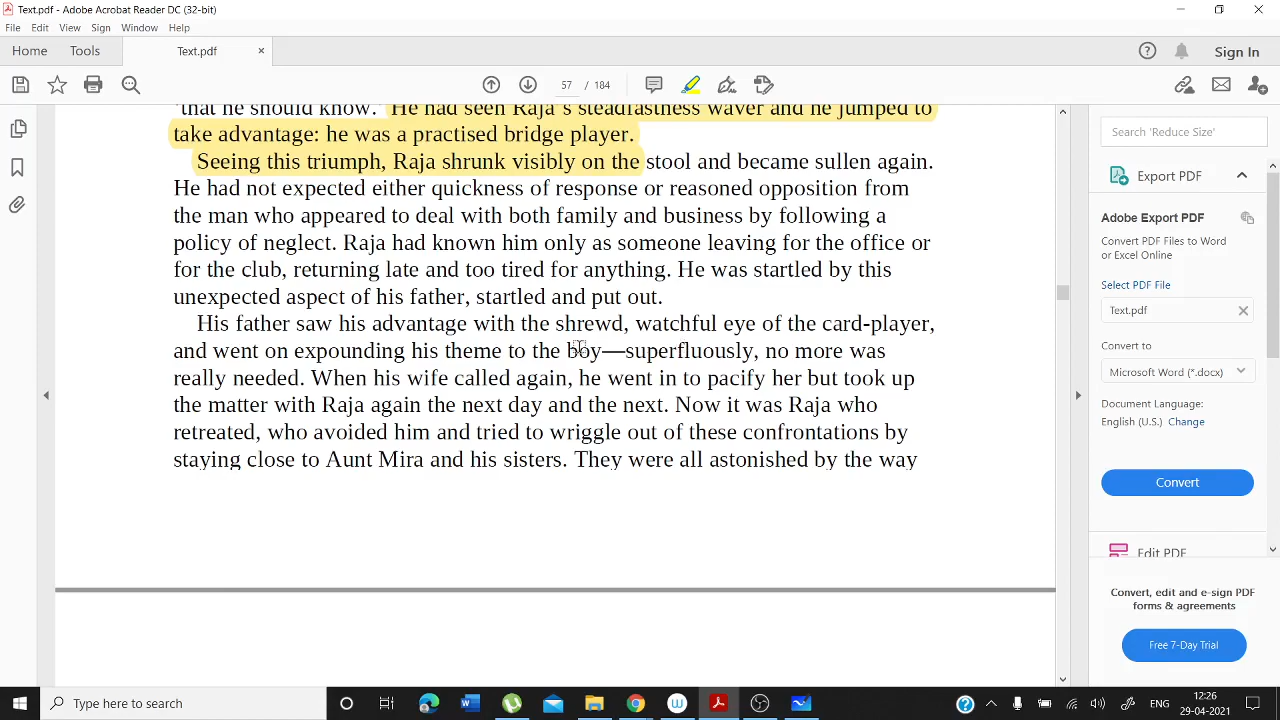 Text.pdf - Adobe Acrobat Reader DC (32-bit)
File Edit View Sign Window Help
Home Tools Text.pdf × Sign In
57 / 184
"that he should know." He had seen Raja's steadfastness waver and he jumped to
take advantage: he was a practised bridge player.
Seeing this triumph, Raja shrunk visibly on the stool and became sullen again.
He had not expected either quickness of response or reasoned opposition from
the man who appeared to deal with both family and business by following a
policy of neglect. Raja had known him only as someone leaving for the office or
for the club, returning late and too tired for anything. He was startled by this
unexpected aspect of his father, startled and put out.
His father saw his advantage with the shrewd, watchful eye of the card-player,
and went on expounding his theme to the boy—superfluously, no more was
really needed. When his wife called again, he went in to pacify her but took up
the matter with Raja again the next day and the next. Now it was Raja who
retreated, who avoided him and tried to wriggle out of these confrontations by
staying close to Aunt Mira and his sisters. They were all astonished by the way
Search 'Reduce Size'
Export PDF
Adobe Export PDF
Convert PDF Files to Word
or Excel Online
Select PDF File
Text.pdf
Convert to
Microsoft Word (*.docx)
Document Language:
English (U.S.) Change
Convert
Edit PDF
Convert, edit and e-sign PDF
forms & agreements
Free 7-Day Trial
Type here to search
ENG
12:26
29-04-2021